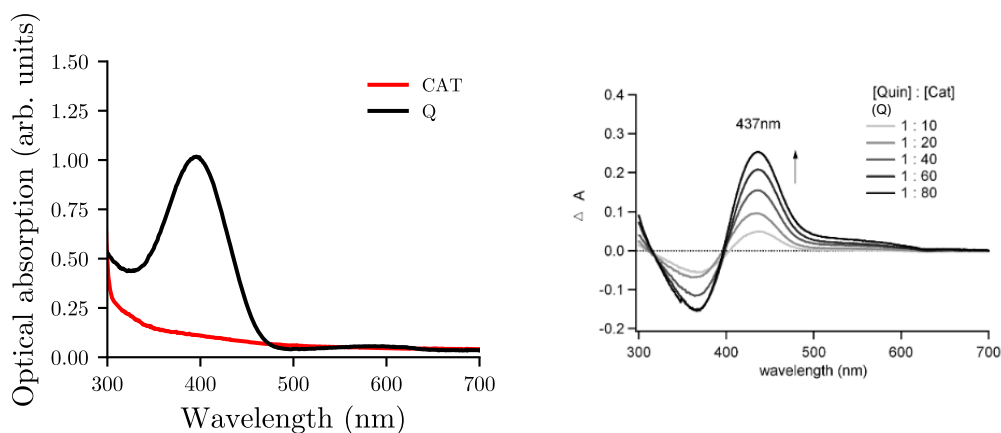 Optical absorption (arb. units)
1.50
1.25
1.00
0.75
0.50
0.25
0.00
300
400
500
600
700
Wavelength (nm)
CAT
Q
△ A
0.4
0.3
0.2
0.1
0.0
-0.1
-0.2
300
400
500
600
700
wavelength (nm)
437nm
[Quin] : [Cat]
(Q)
1 : 10
1 : 20
1 : 40
1 : 60
1 : 80